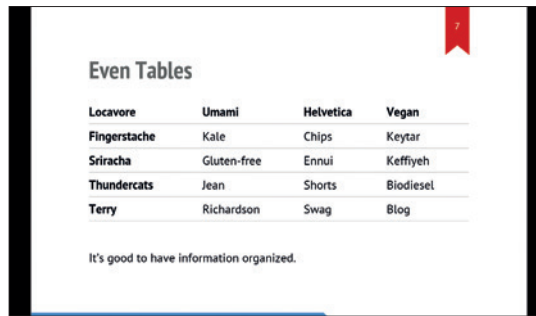 7
Even Tables
Locavore Umami Helvetica Vegan
Fingerstache Kale Chips Keytar
Sriracha Gluten-free Ennui Keffiyeh
Thundercats Jean Shorts Biodiesel
Terry Richardson Swag Blog
It's good to have information organized.